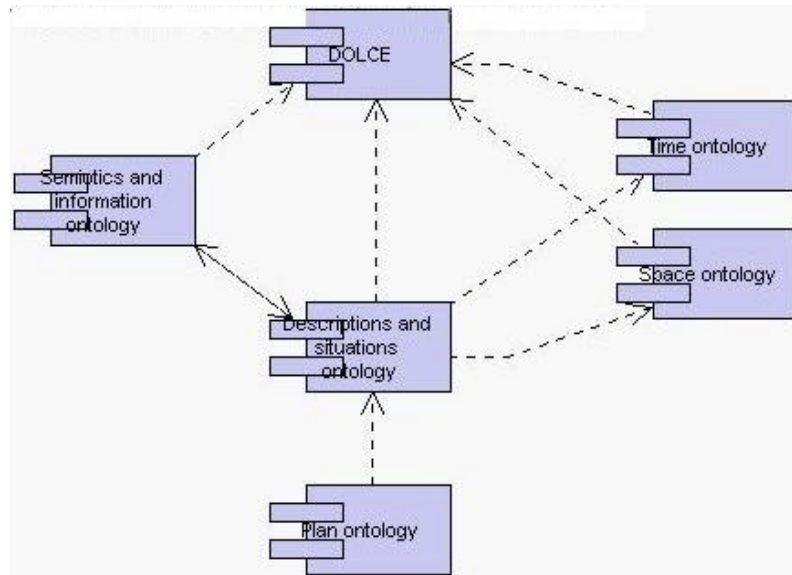 DOLCE
Time ontology
Semiotics and
information
ontology
Space ontology
Descriptions and
situations
ontology
Plan ontology